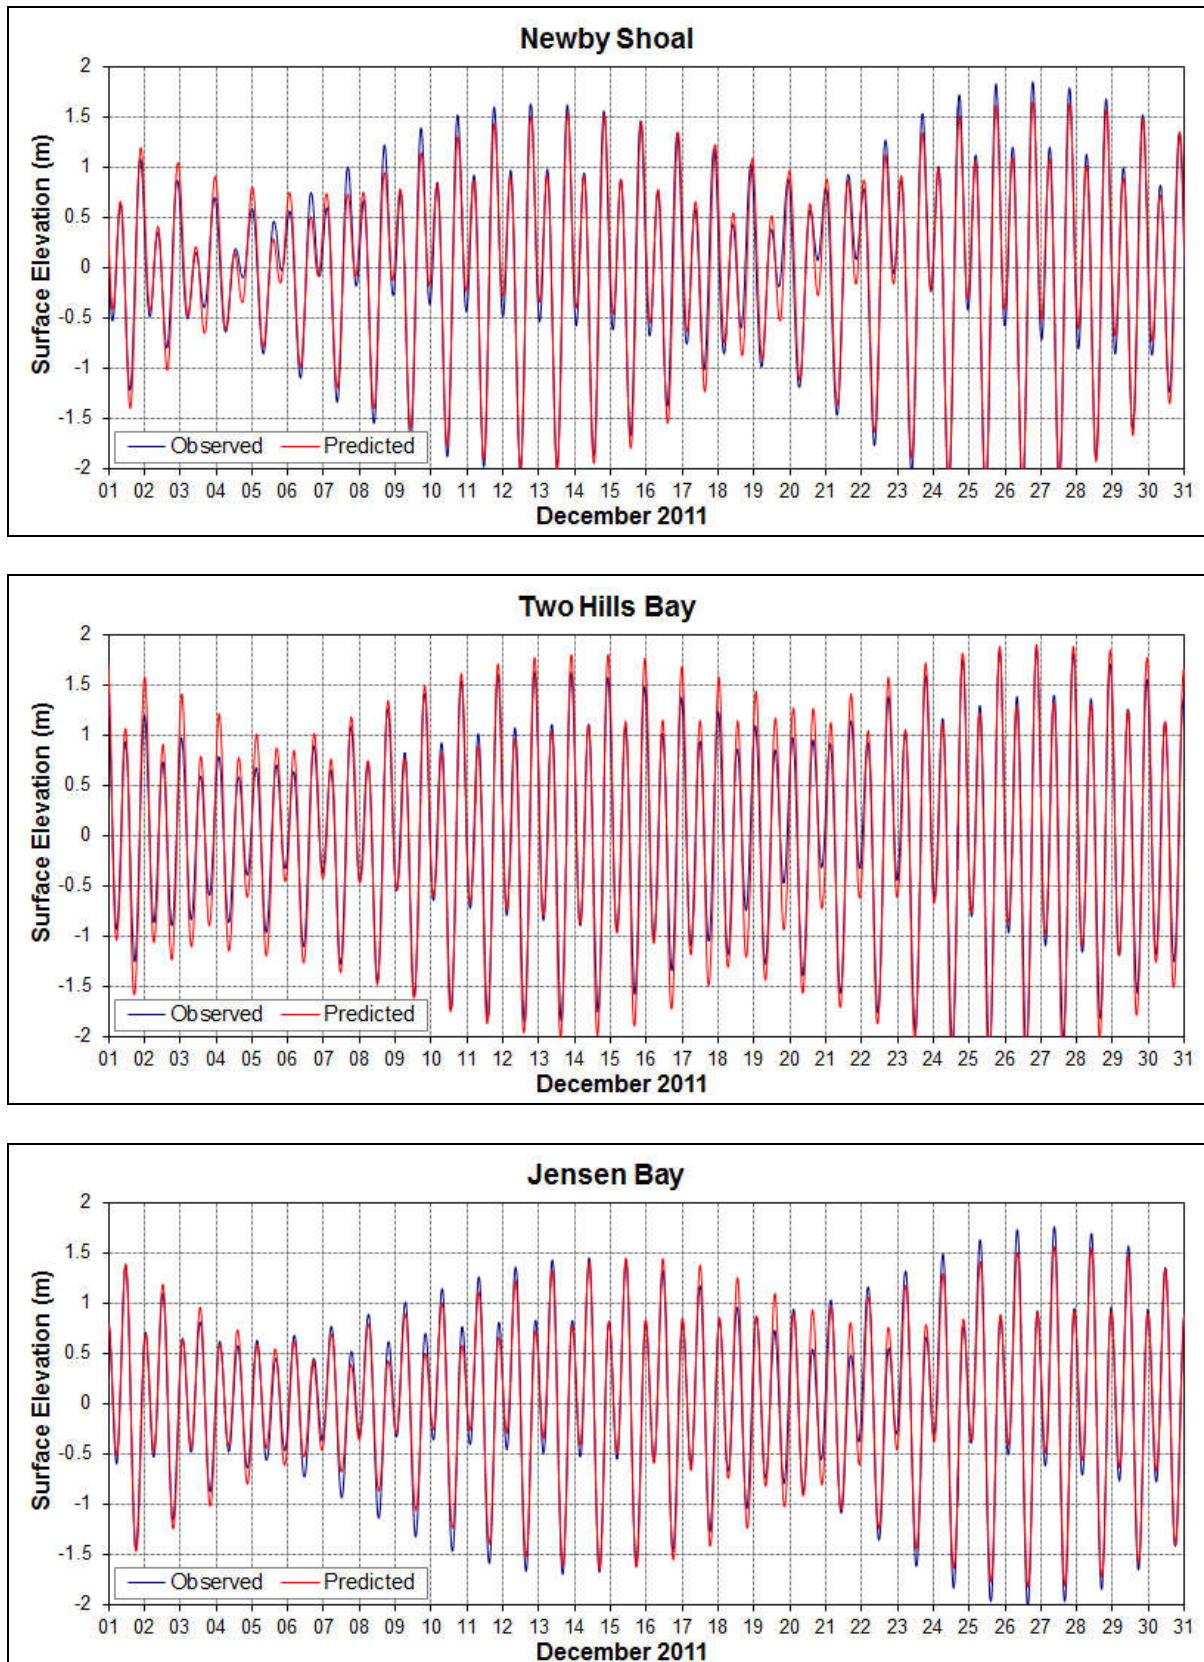 Newby Shoal
2
1.5
1
0.5
0
-0.5
-1
-1.5
-2
Surface Elevation (m)
Observed Predicted
01 02 03 04 05 06 07 08 09 10 11 12 13 14 15 16 17 18 19 20 21 22 23 24 25 26 27 28 29 30 31
December 2011
Two Hills Bay
2
1.5
1
0.5
0
-0.5
-1
-1.5
-2
Surface Elevation (m)
Observed Predicted
01 02 03 04 05 06 07 08 09 10 11 12 13 14 15 16 17 18 19 20 21 22 23 24 25 26 27 28 29 30 31
December 2011
Jensen Bay
2
1.5
1
0.5
0
-0.5
-1
-1.5
-2
Surface Elevation (m)
Observed Predicted
01 02 03 04 05 06 07 08 09 10 11 12 13 14 15 16 17 18 19 20 21 22 23 24 25 26 27 28 29 30 31
December 2011